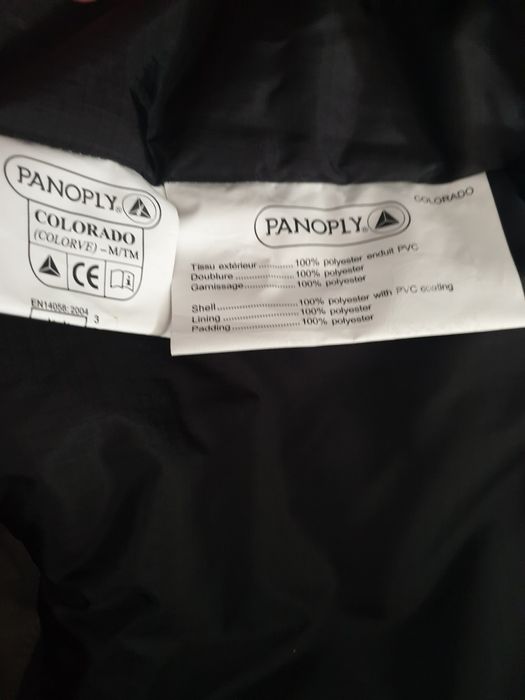 PANOPLY®
COLORADO
(COLORVE) – M/TM
CE
EN14058:2004
3
COLORADO
PANOPLY®
Tissu extérieur............100% polyester enduit PVC
Doublure......................100% polyester
Garnissage...................100% polyester
Shell............................100% polyester with PVC coating
Lining..........................100% polyester
Padding.......................100% polyester